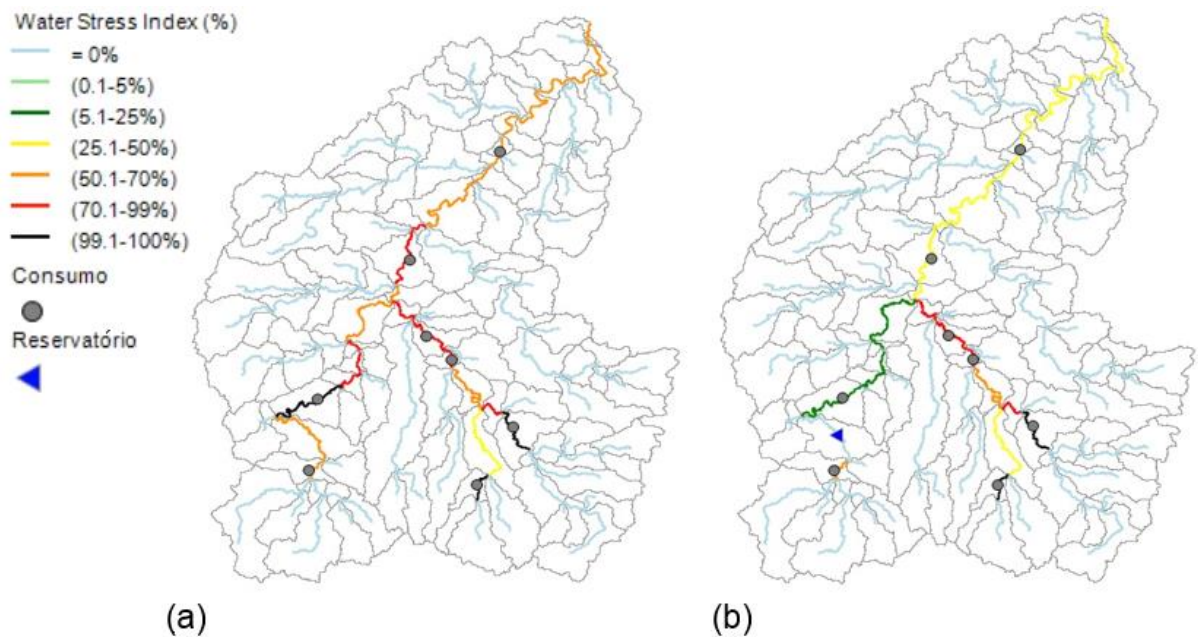 Water Stress Index (%)
= 0%
(0.1-5%)
(5.1-25%)
(25.1-50%)
(50.1-70%)
(70.1-99%)
(99.1-100%)
Consumo
Reservatório
(a)
(b)